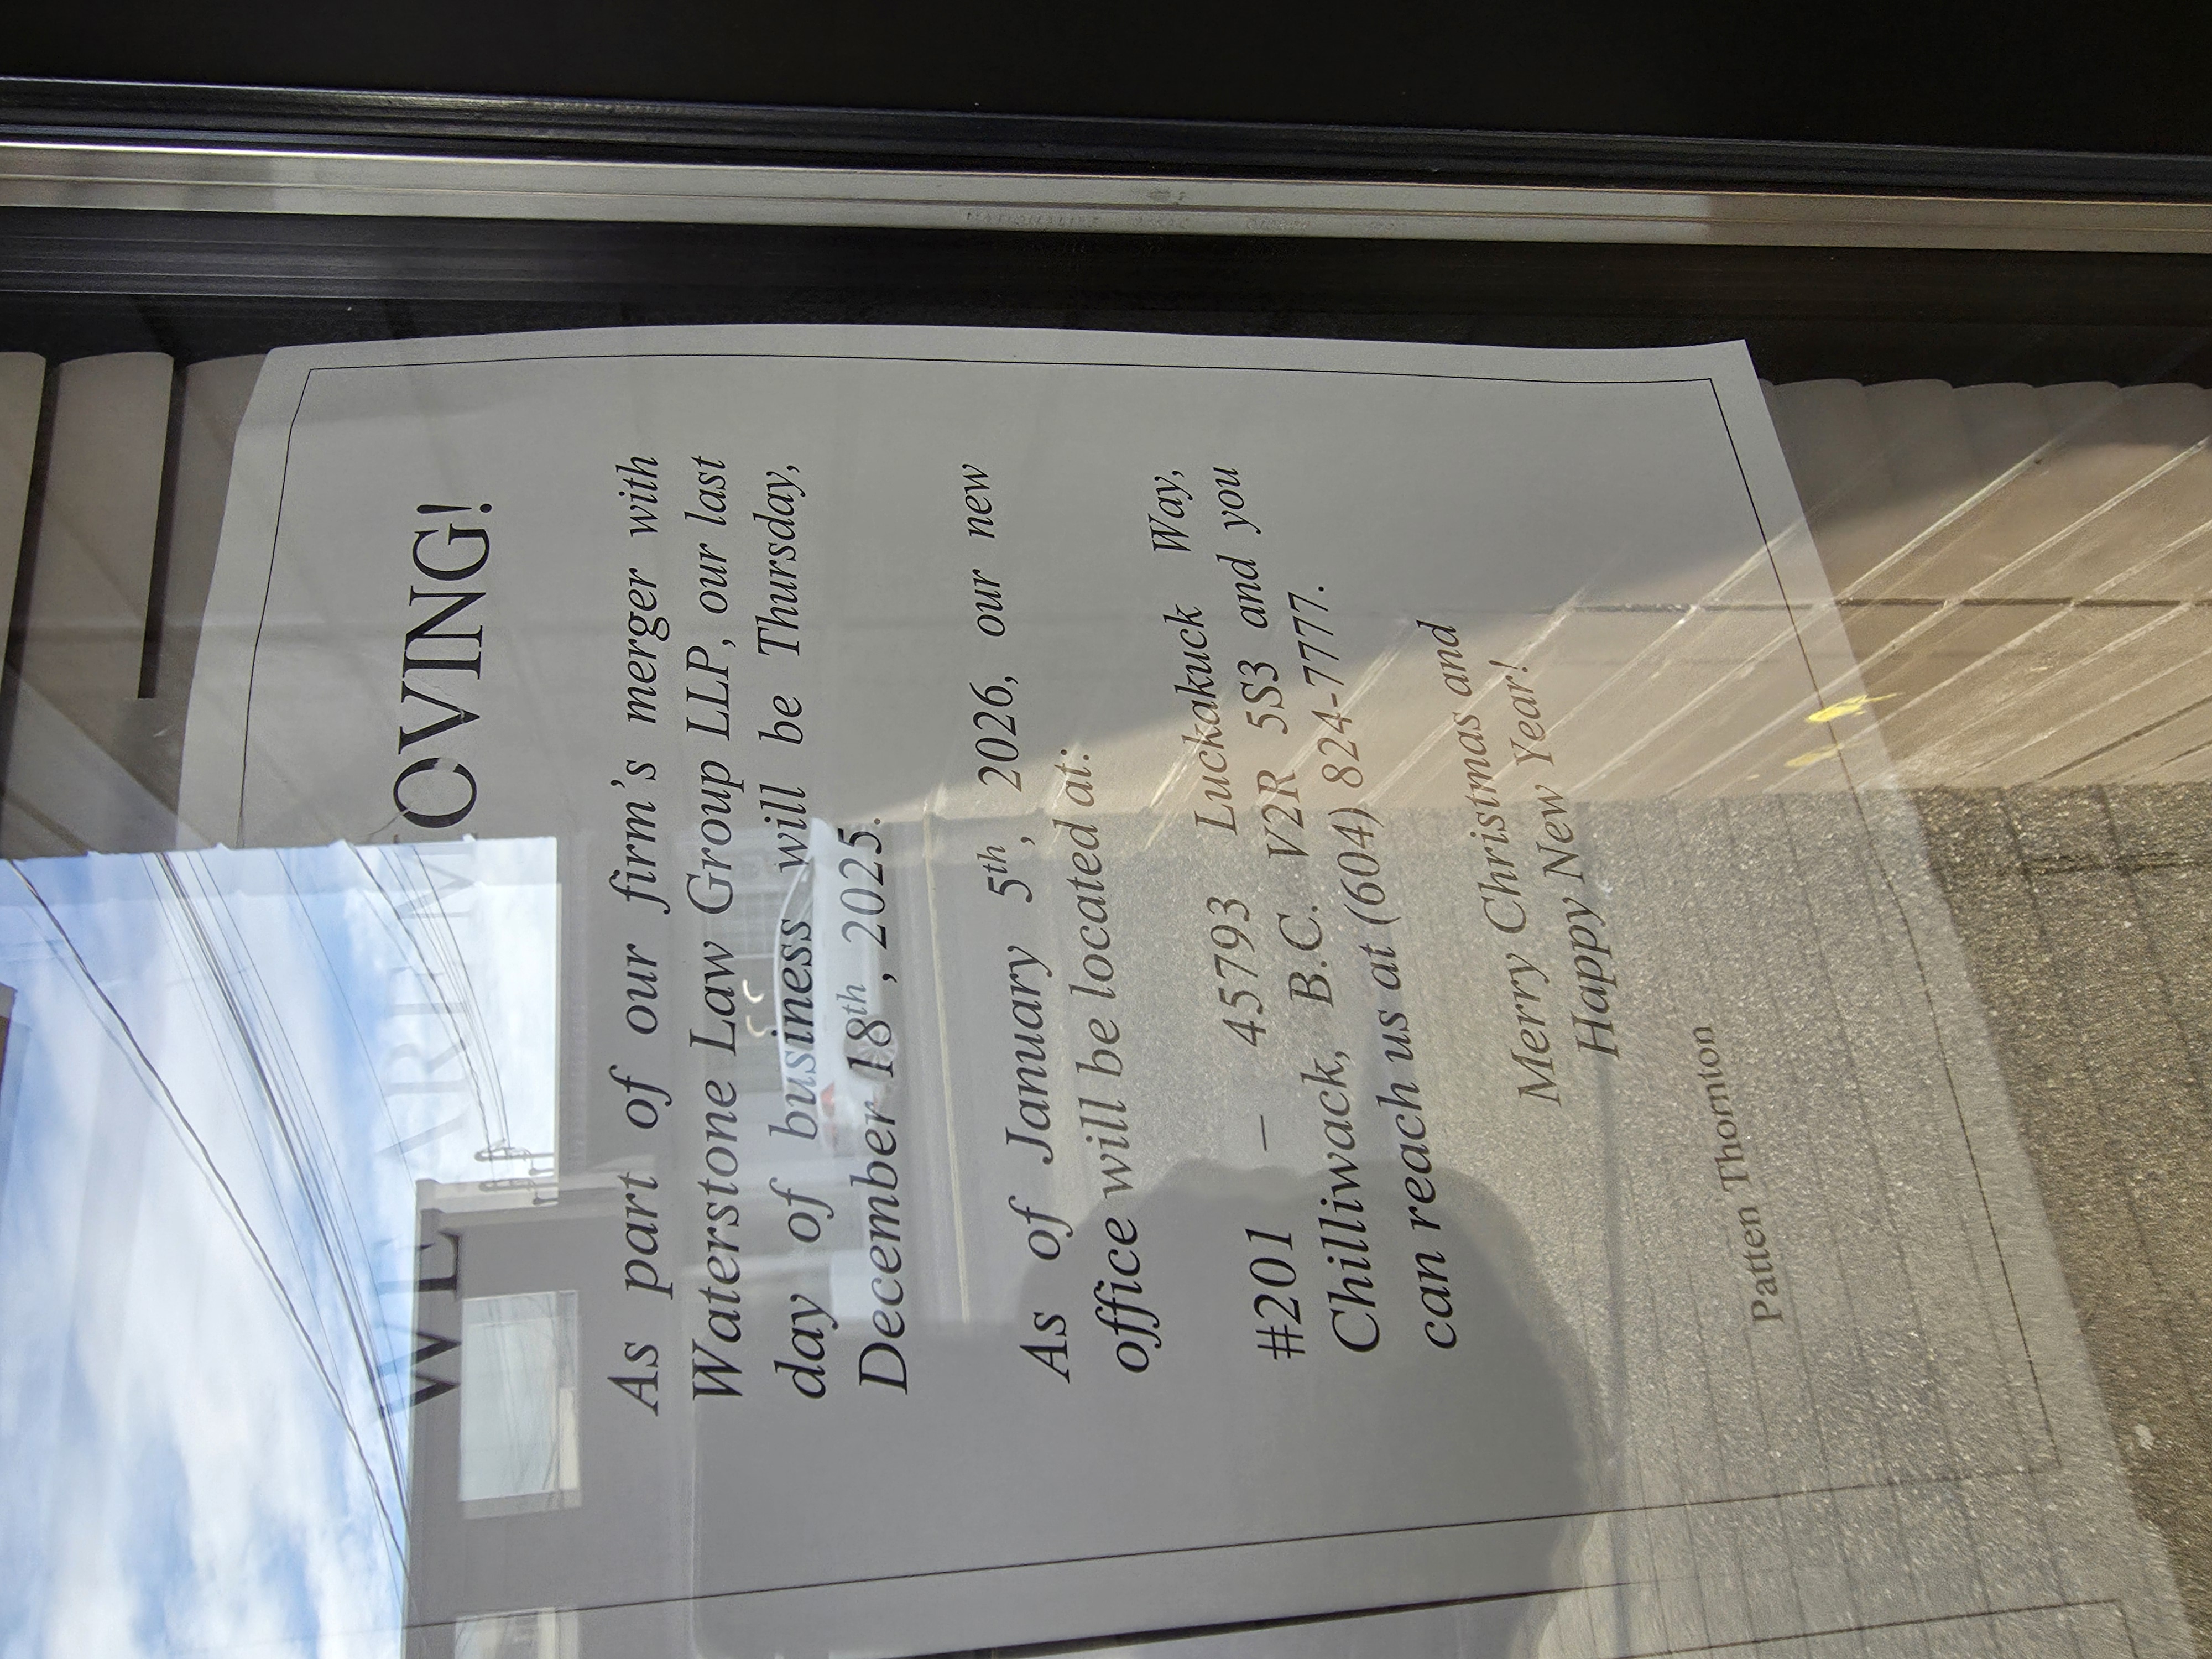 WE ARE MOVING!
As part of our firm's merger with
Waterstone Law Group LLP, our last
day of business will be Thursday,
December 18th, 2025.
As of January 5th, 2026, our new
office will be located at:
#201 – 45793 Luckakuck Way,
Chilliwack, B.C. V2R 5S3 and you
can reach us at (604) 824-7777.
Merry Christmas and
Happy New Year!
Patten Thornton